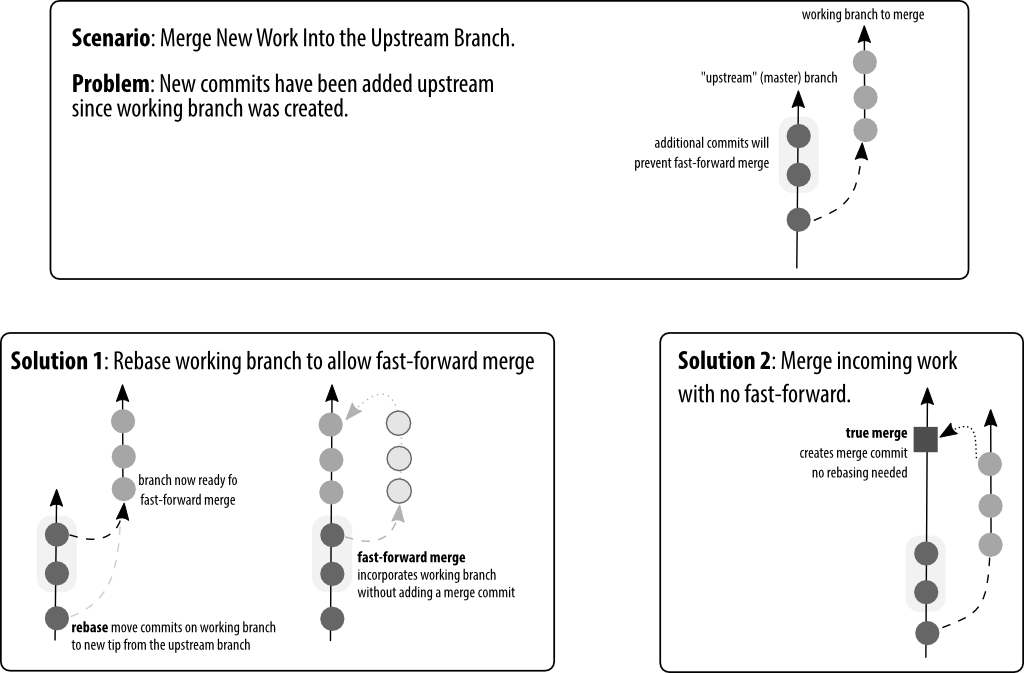 Scenario: Merge New Work Into the Upstream Branch.
Problem: New commits have been added upstream
since working branch was created.
working branch to merge
"upstream" (master) branch
additional commits will
prevent fast-forward merge
Solution 1: Rebase working branch to allow fast-forward merge
branch now ready fo
fast-forward merge
rebase move commits on working branch
to new tip from the upstream branch
fast-forward merge
incorporates working branch
without adding a merge commit
Solution 2: Merge incoming work
with no fast-forward.
true merge
creates merge commit
no rebasing needed